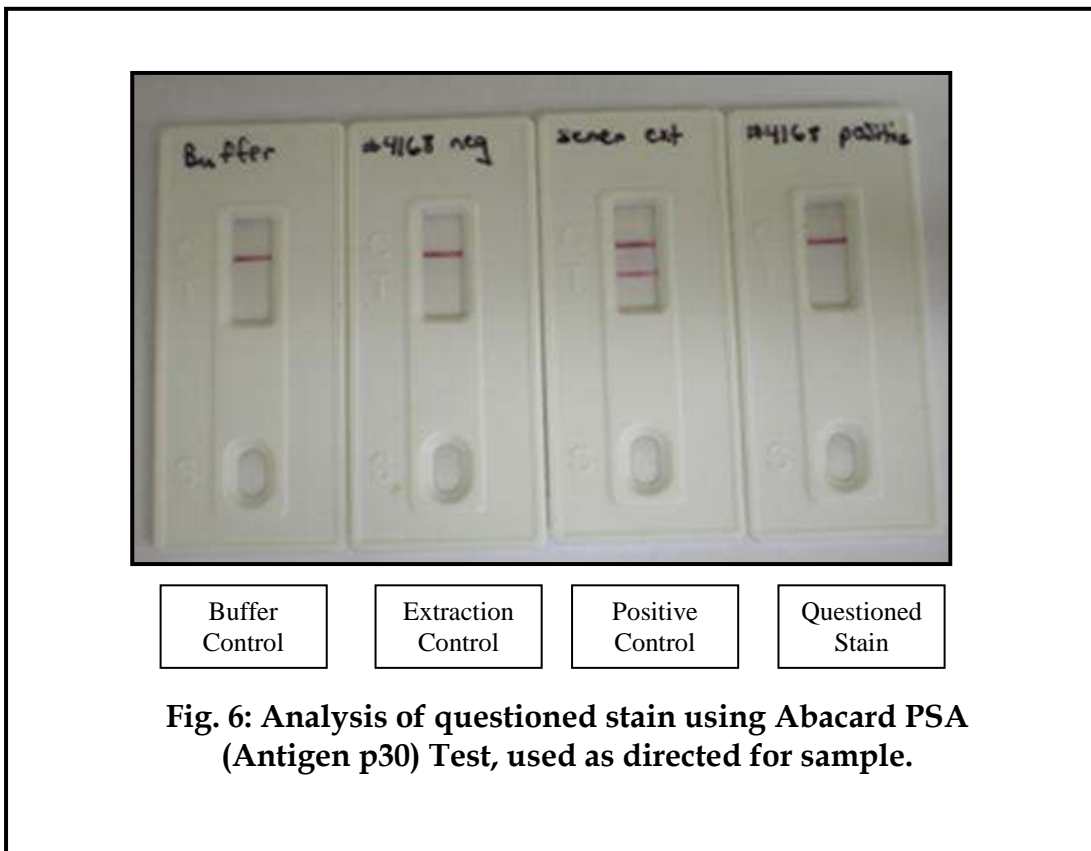 Buffer
#4168 neg
semen ext
#4168 positive
C
T
S
C
T
S
C
T
S
C
T
S
Buffer
Control
Extraction
Control
Positive
Control
Questioned
Stain
Fig. 6: Analysis of questioned stain using Abacard PSA
(Antigen p30) Test, used as directed for sample.